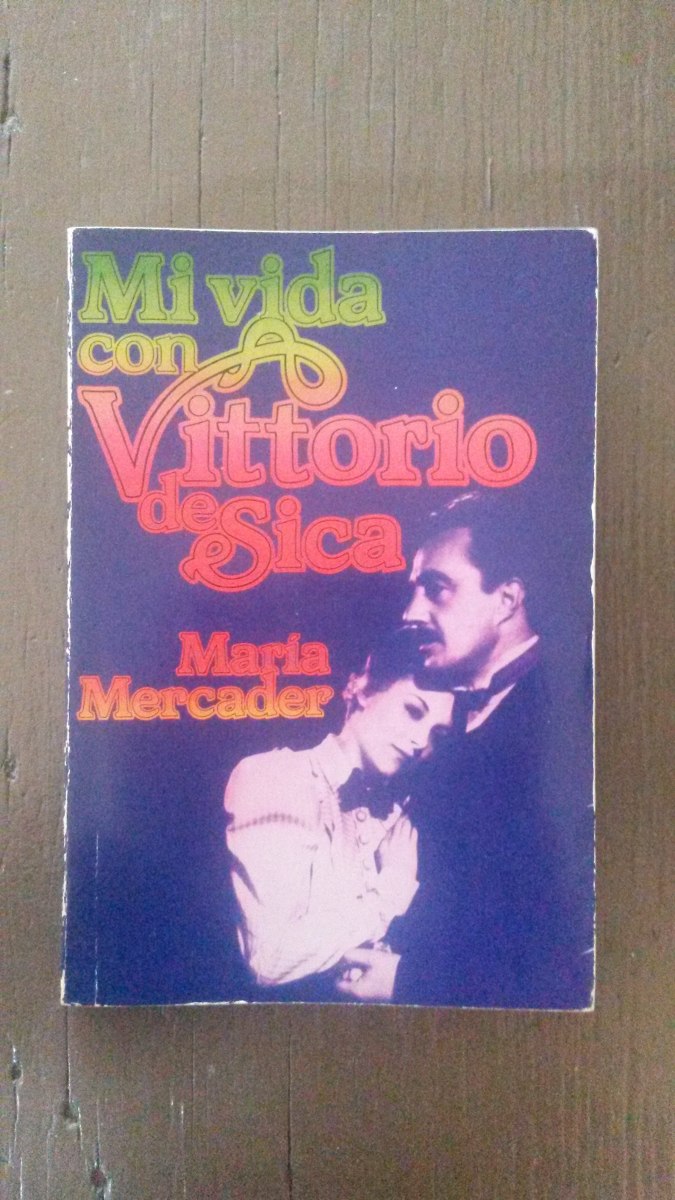 Mi vida
con
Vittorio
de Sica
María
Mercader